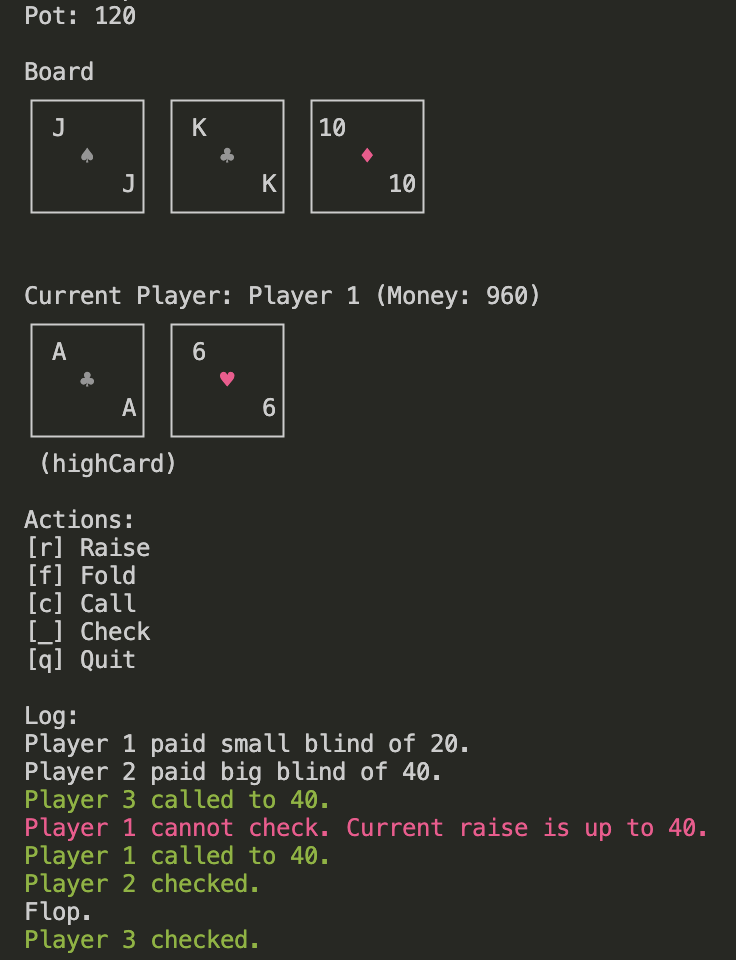 Pot: 120
Board
J K 10
♠ ♣ ♦
J K 10
Current Player: Player 1 (Money: 960)
A 6
♣ ♥
A 6
(highCard)
Actions:
[r] Raise
[f] Fold
[c] Call
[_] Check
[q] Quit
Log:
Player 1 paid small blind of 20.
Player 2 paid big blind of 40.
Player 3 called to 40.
Player 1 cannot check. Current raise is up to 40.
Player 1 called to 40.
Player 2 checked.
Flop.
Player 3 checked.